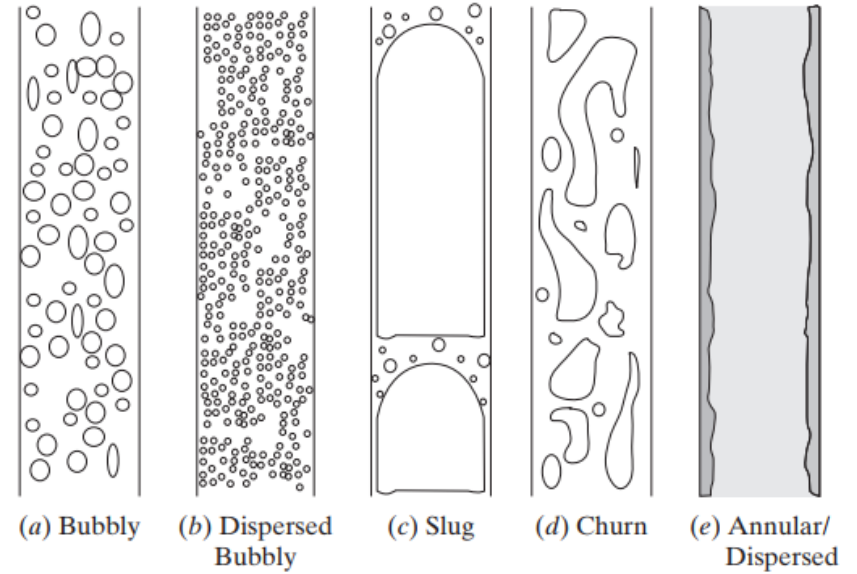 (a) Bubbly
(b) Dispersed
Bubbly
(c) Slug
(d) Churn
(e) Annular/
Dispersed